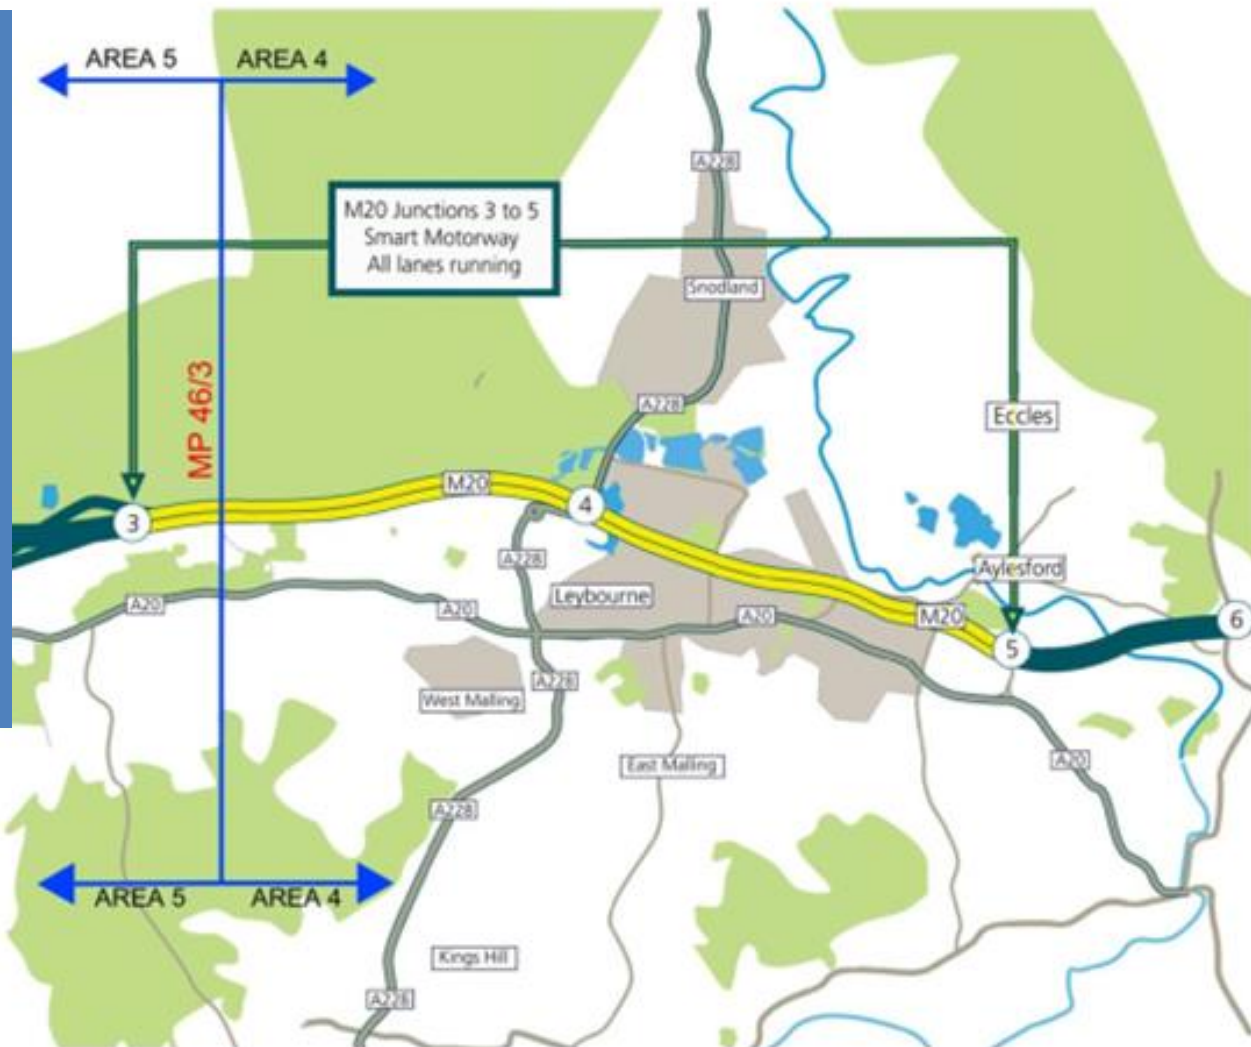 AREA 5
AREA 4
A228
M20 Junctions 3 to 5
Smart Motorway
All lanes running
Snodland
MP 46/3
A228
Eccles
M20
4
3
A228
Aylesford
Leybourne
A20
A20
A20
M20
6
5
A228
West Malling
East Malling
A20
A228
AREA 5
AREA 4
Kings Hill
A228